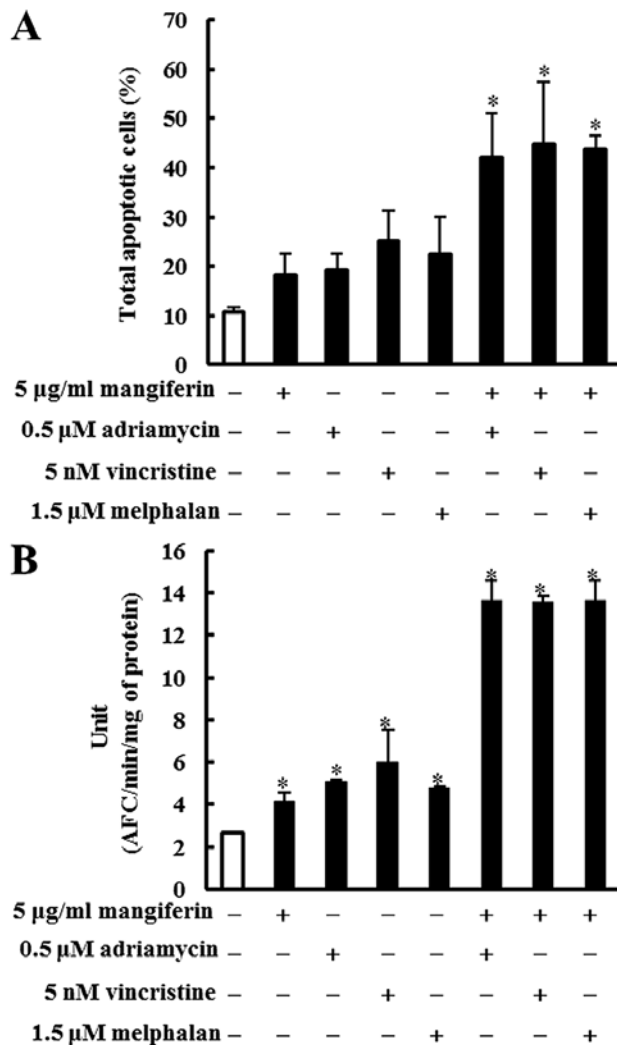 A
Total apoptotic cells (%)
70
60
50
40
30
20
10
0
* * *
5 µg/ml mangiferin – + – – – + + +
0.5 µM adriamycin – – + – – + – –
5 nM vincristine – – – + – – + –
1.5 µM melphalan – – – – + – – +
B
Unit
(AFC/min/mg of protein)
16
14
12
10
8
6
4
2
0
* * * * * * *
5 µg/ml mangiferin – + – – – + + +
0.5 µM adriamycin – – + – – + – –
5 nM vincristine – – – + – – + –
1.5 µM melphalan – – – – + – – +